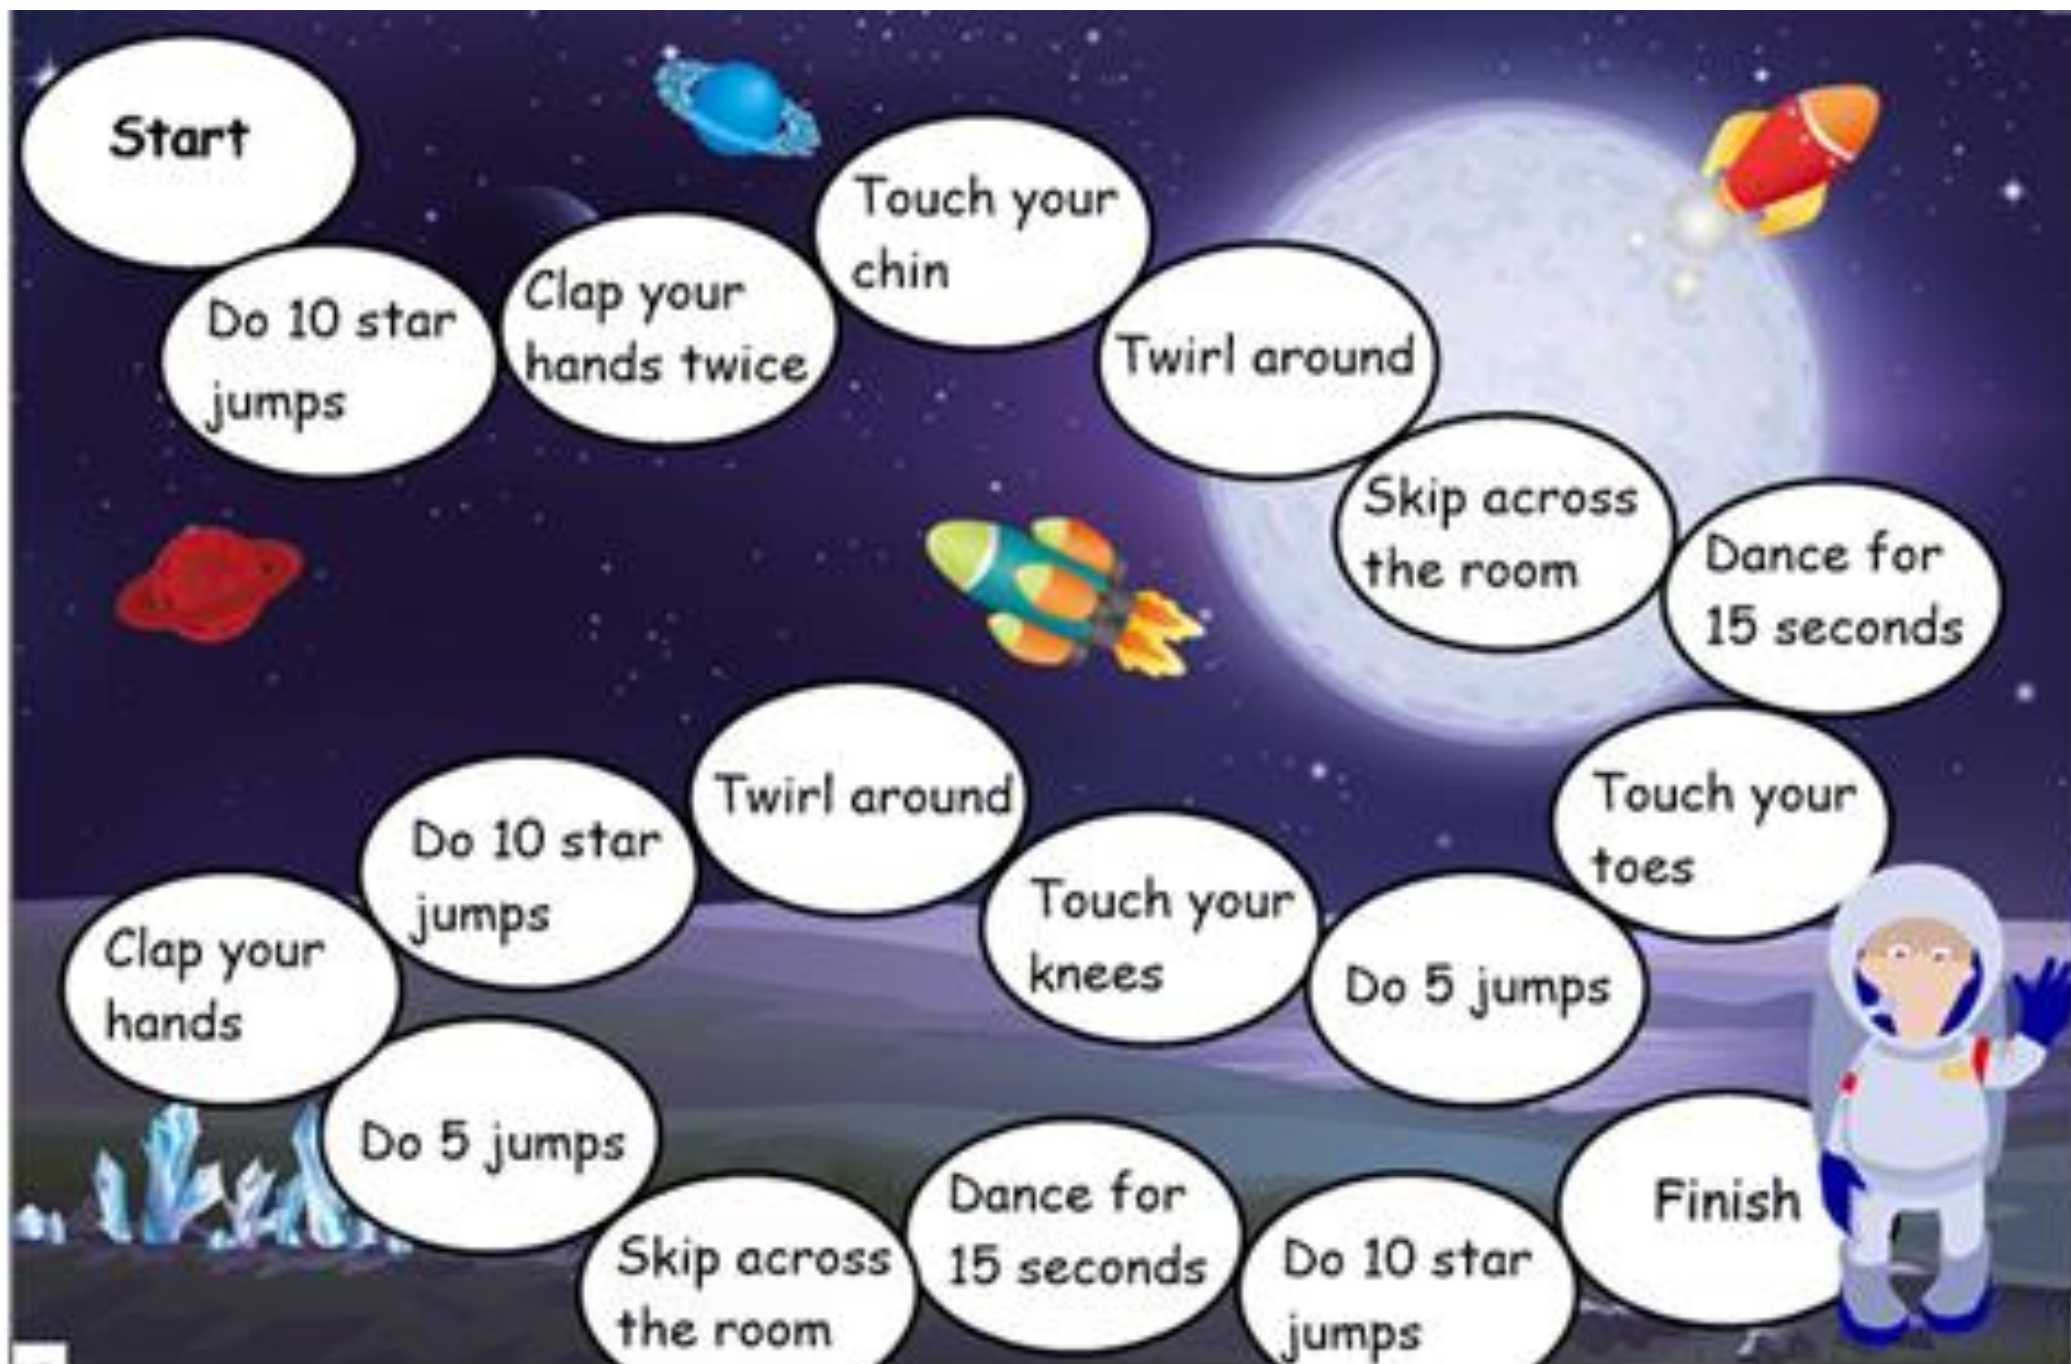 Start
Do 10 star
jumps
Clap your
hands twice
Touch your
chin
Twirl around
Skip across
the room
Dance for
15 seconds
Touch your
toes
Do 5 jumps
Touch your
knees
Twirl around
Do 10 star
jumps
Clap your
hands
Do 5 jumps
Skip across
the room
Dance for
15 seconds
Do 10 star
jumps
Finish